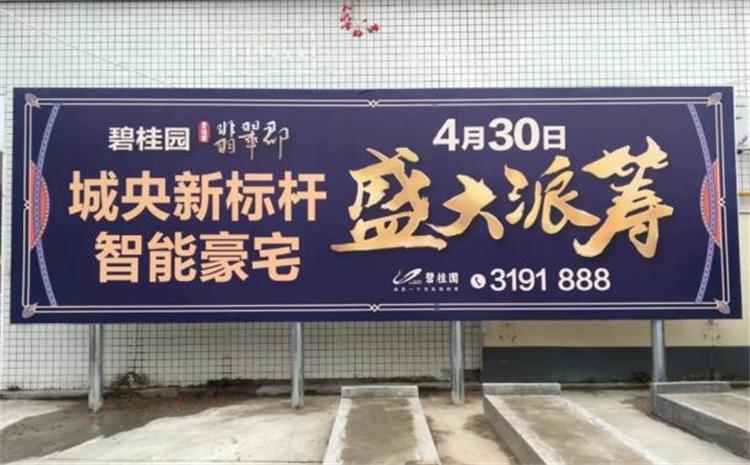 碧桂园 翡翠郡
城央新标杆
智能豪宅
4月30日
盛大派筹
碧桂園 3191 888